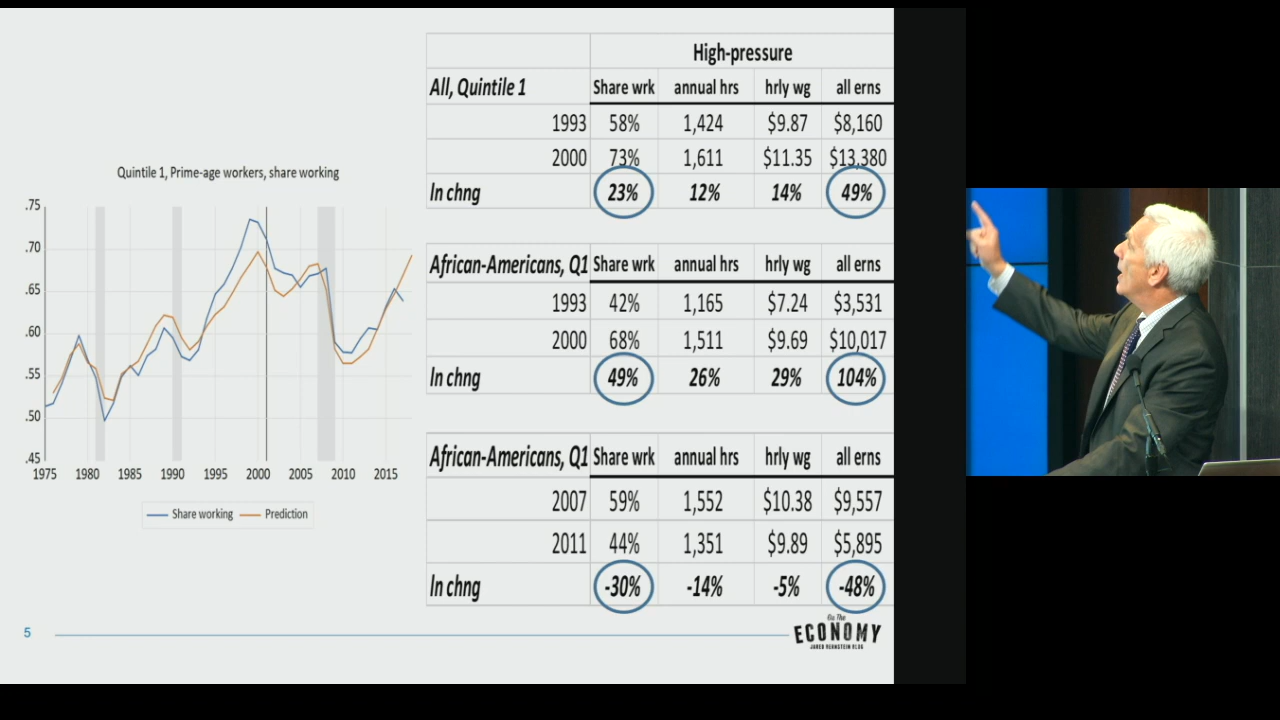 High-pressure
All, Quintile 1 Share wrk annual hrs hrly wg all erns
1993 58% 1,424 $9.87 $8,160
2000 73% 1,611 $11.35 $13,380
ln chng 23% 12% 14% 49%
African-Americans, Q1 Share wrk annual hrs hrly wg all erns
1993 42% 1,165 $7.24 $3,531
2000 68% 1,511 $9.69 $10,017
ln chng 49% 26% 29% 104%
African-Americans, Q1 Share wrk annual hrs hrly wg all erns
2007 59% 1,552 $10.38 $9,557
2011 44% 1,351 $9.89 $5,895
ln chng -30% -14% -5% -48%
Quintile 1, Prime-age workers, share working
.75
.70
.65
.60
.55
.50
.45
1975 1980 1985 1990 1995 2000 2005 2010 2015
Share working Prediction
5
On The
ECONOMY
JARED BERNSTEIN BLOG